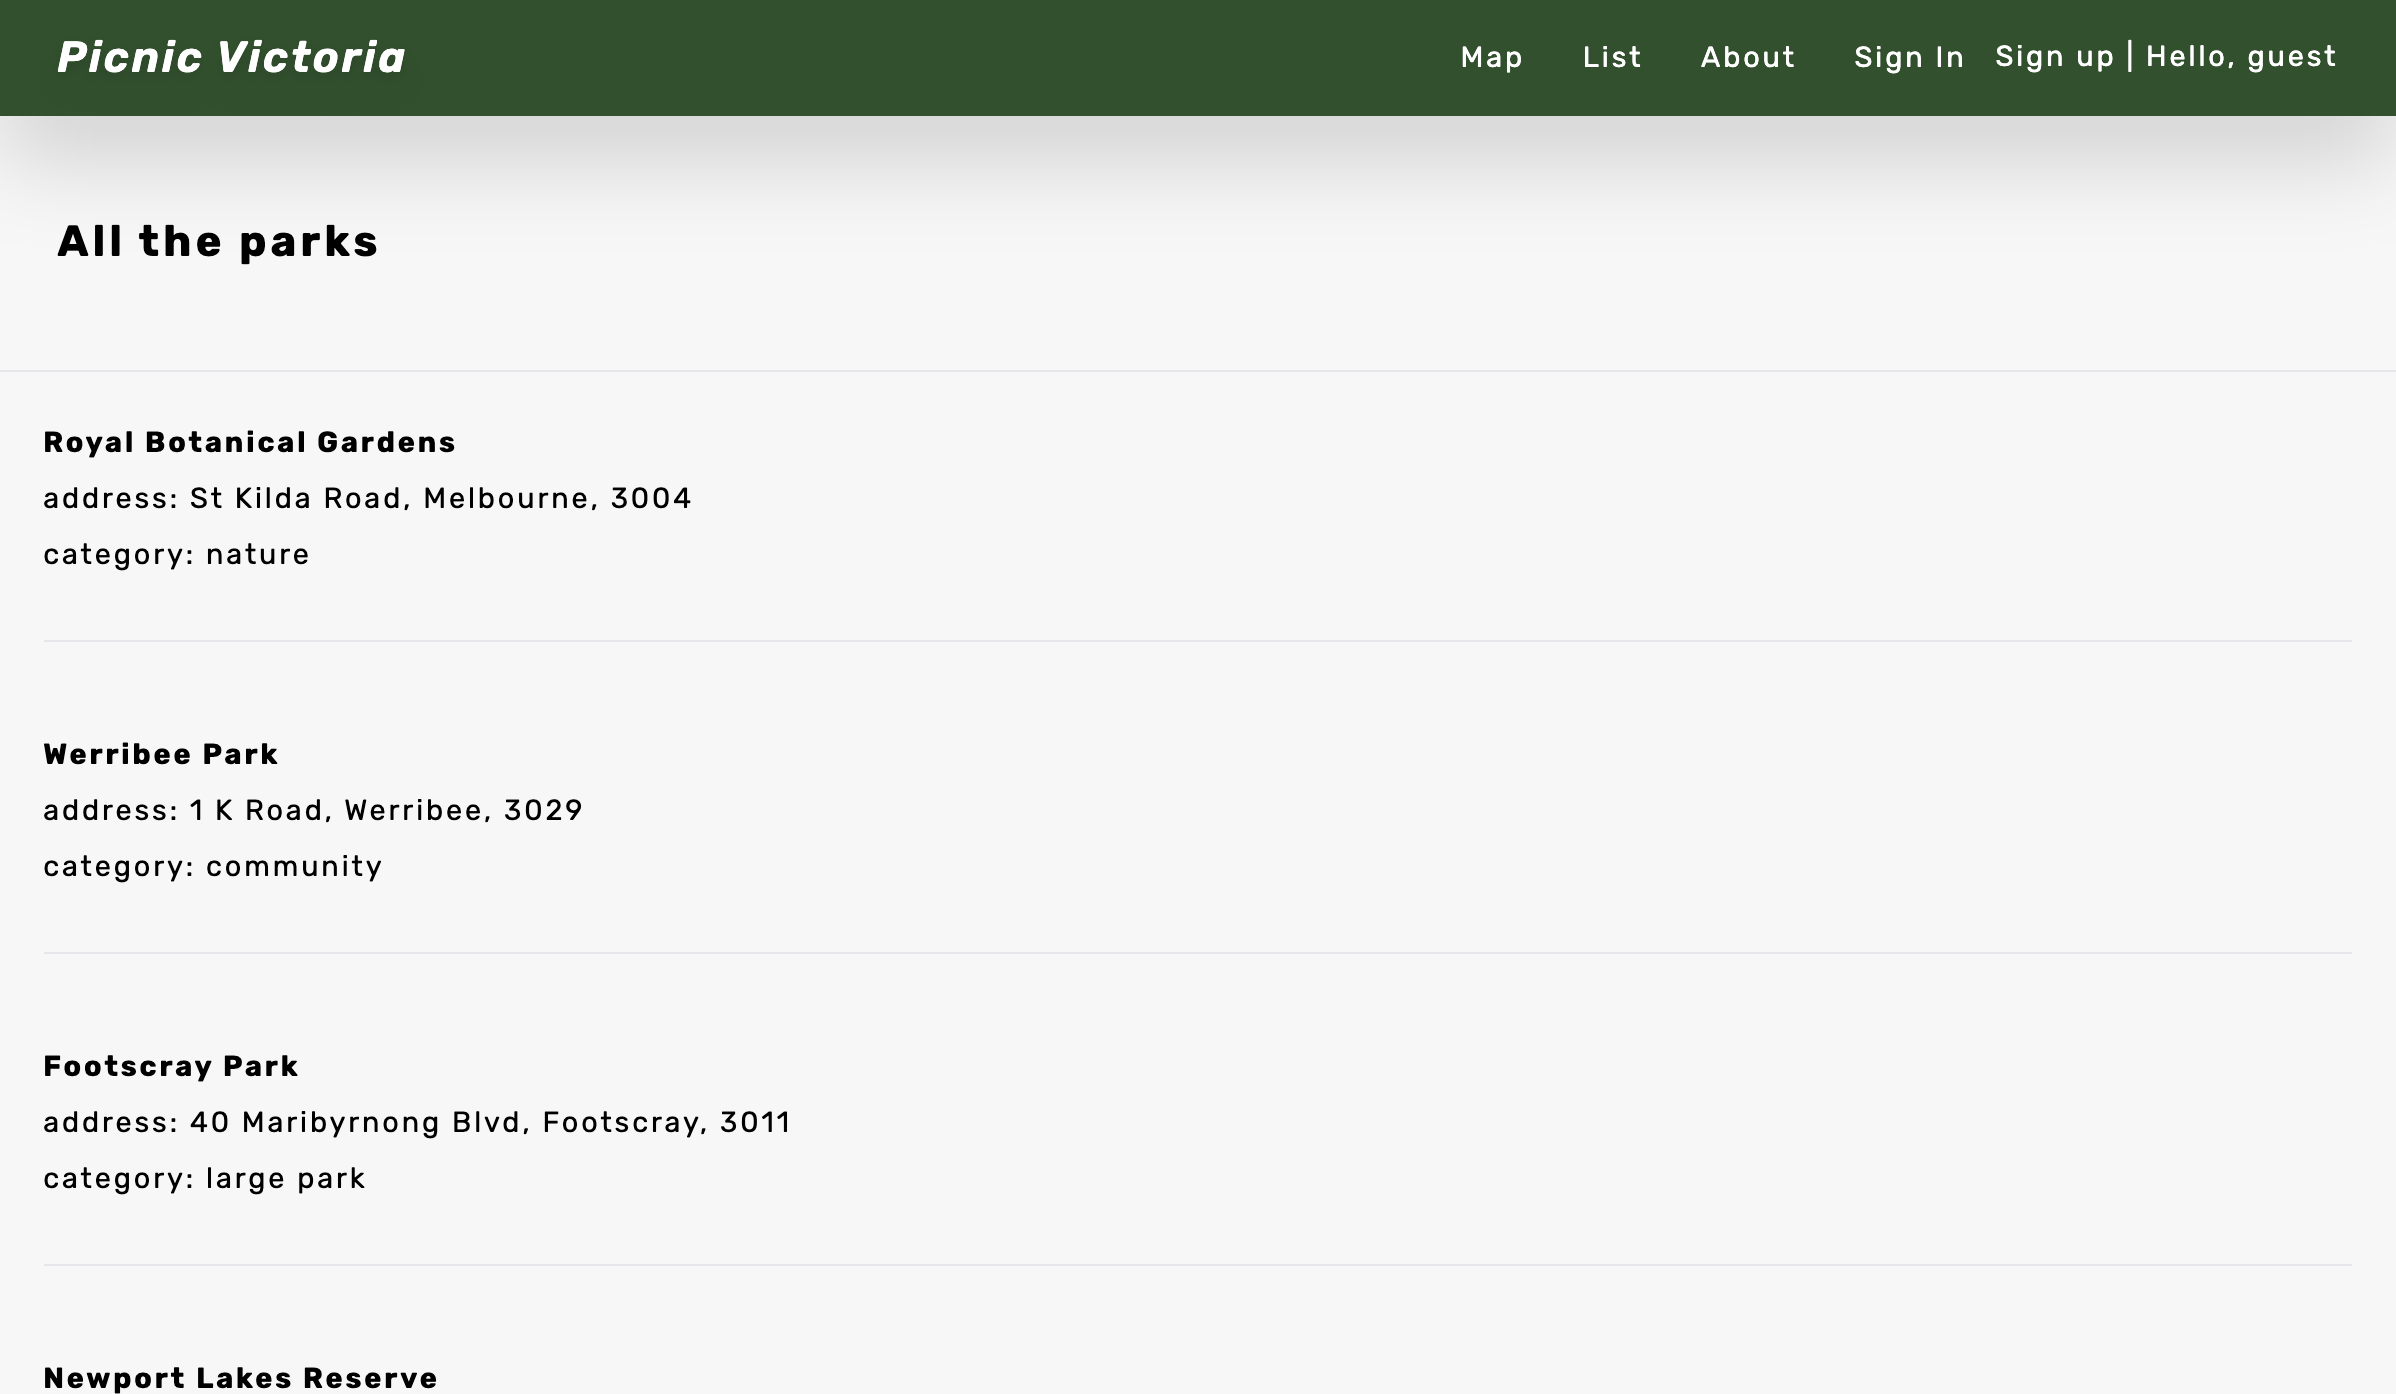 Picnic Victoria
Map List About Sign In Sign up | Hello, guest
All the parks
Royal Botanical Gardens
address: St Kilda Road, Melbourne, 3004
category: nature
Werribee Park
address: 1 K Road, Werribee, 3029
category: community
Footscray Park
address: 40 Maribyrnong Blvd, Footscray, 3011
category: large park
Newport Lakes Reserve